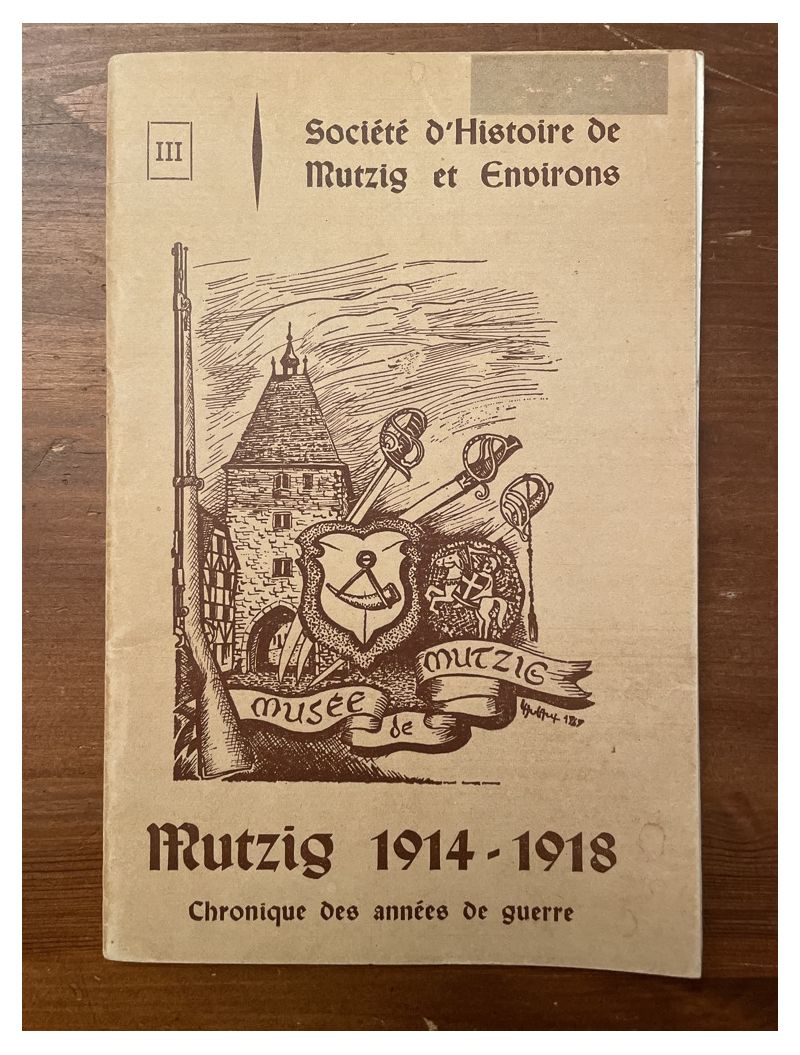 III
Société d'Histoire de
Mutzig et Environs
MUSÉE
de
MUTZIG
Mutzig 1914-1918
Chronique des années de guerre